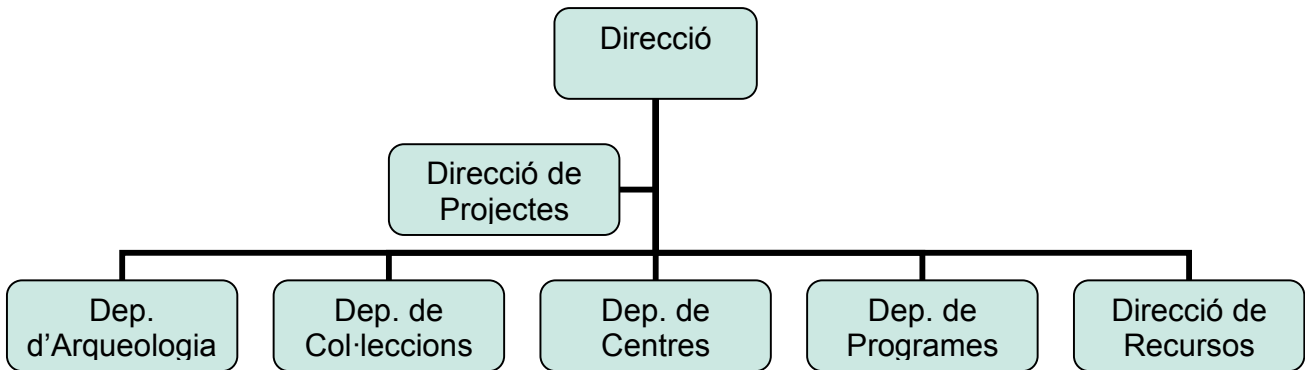 Direcció
Direcció de
Projectes
Dep.
d'Arqueologia
Dep. de
Col·leccions
Dep. de
Centres
Dep. de
Programes
Direcció de
Recursos